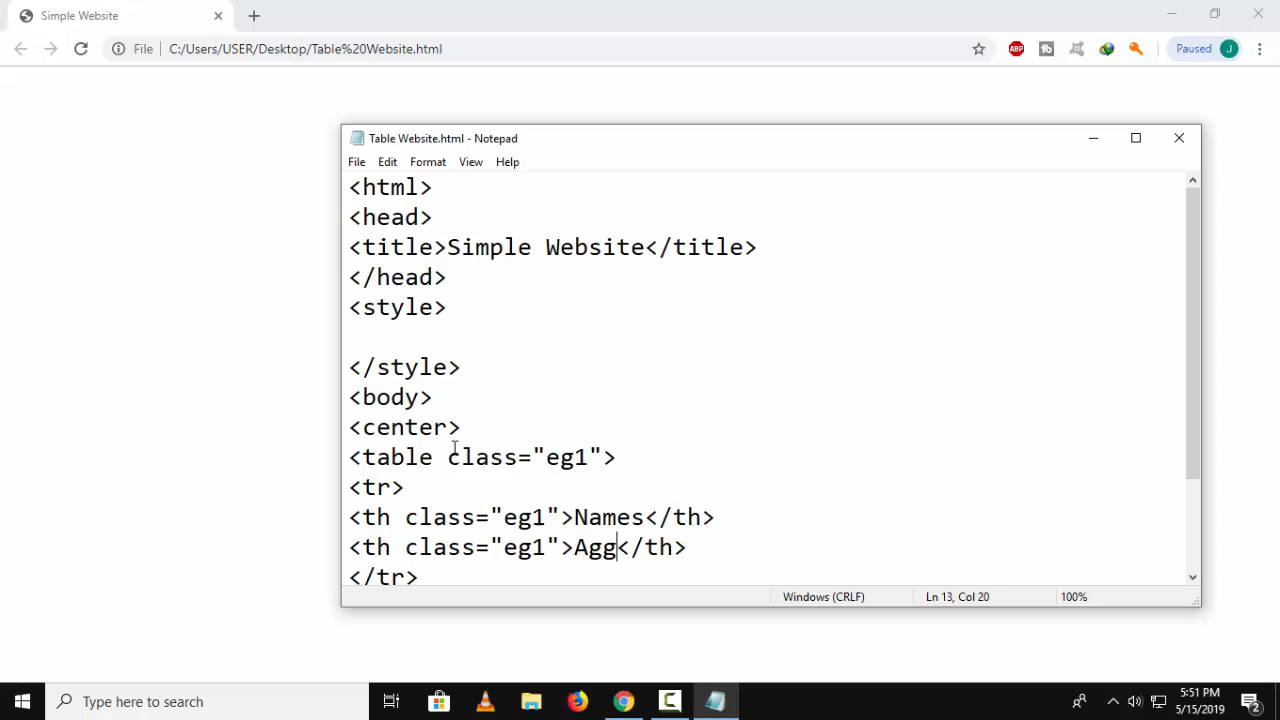 Simple Website
File C:/Users/USER/Desktop/Table%20Website.html ABP Paused J
Table Website.html - Notepad
File Edit Format View Help
<html>
<head>
<title>Simple Website</title>
</head>
<style>
</style>
<body>
<center>
<table class="eg1">
<tr>
<th class="eg1">Names</th>
<th class="eg1">Agg</th>
</tr>
Windows (CRLF) Ln 13, Col 20 100%
Type here to search
5:51 PM
5/15/2019
2